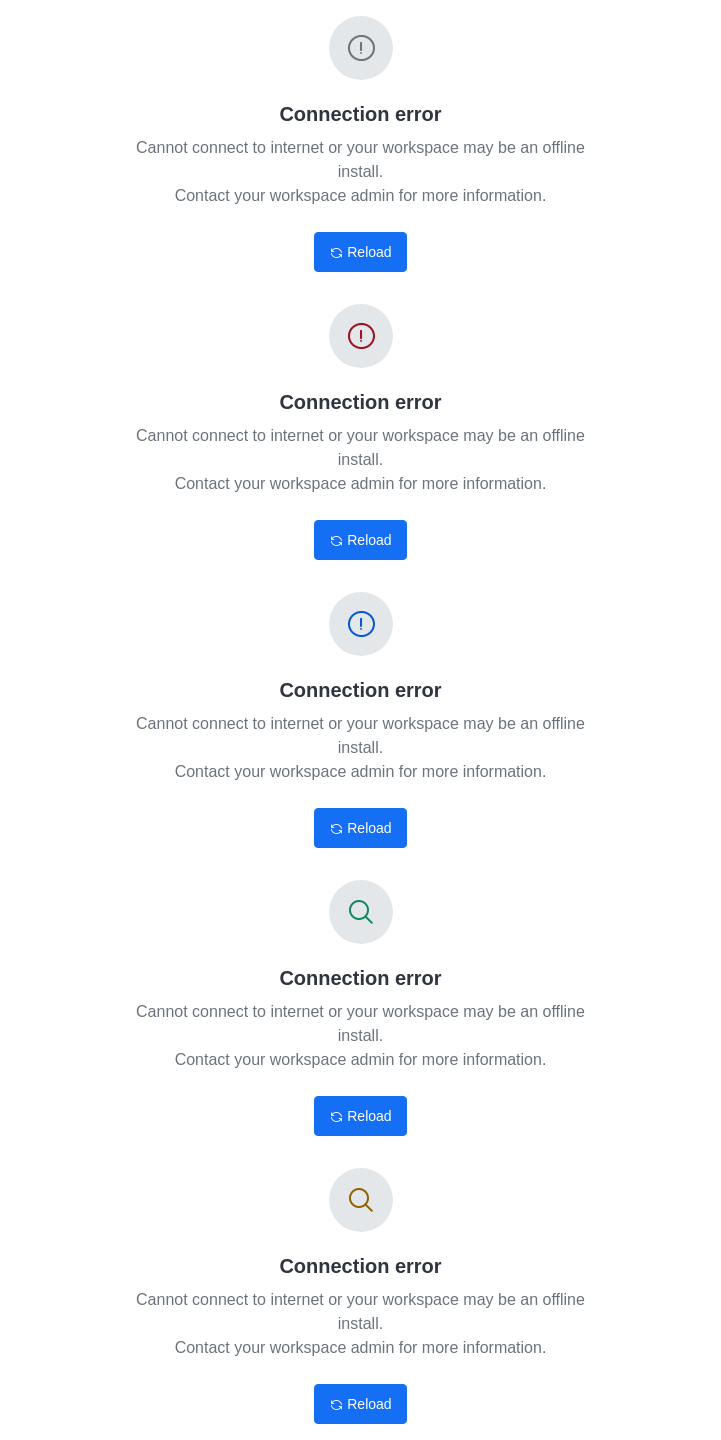 Connection error
Cannot connect to internet or your workspace may be an offline
install.
Contact your workspace admin for more information.
Reload
Connection error
Cannot connect to internet or your workspace may be an offline
install.
Contact your workspace admin for more information.
Reload
Connection error
Cannot connect to internet or your workspace may be an offline
install.
Contact your workspace admin for more information.
Reload
Connection error
Cannot connect to internet or your workspace may be an offline
install.
Contact your workspace admin for more information.
Reload
Connection error
Cannot connect to internet or your workspace may be an offline
install.
Contact your workspace admin for more information.
Reload